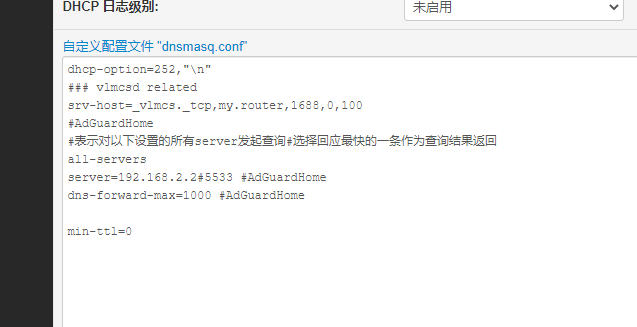 DHCP 日志级别:
未启用
自定义配置文件 "dnsmasq.conf"
dhcp-option=252,"\n"
### vlmcsd related
srv-host=_vlmcs._tcp,my.router,1688,0,100
#AdGuardHome
#表示对以下设置的所有server发起查询#选择回应最快的一条作为查询结果返回
all-servers
server=192.168.2.2#5533 #AdGuardHome
dns-forward-max=1000 #AdGuardHome
min-ttl=0